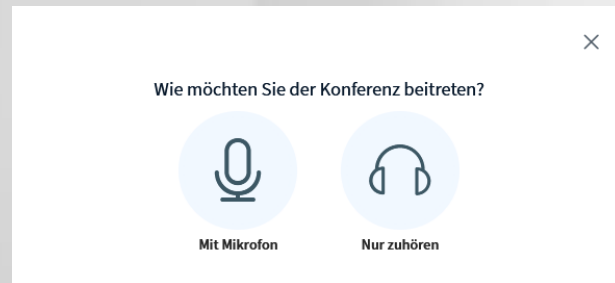 Wie möchten Sie der Konferenz beitreten?
Mit Mikrofon
Nur zuhören